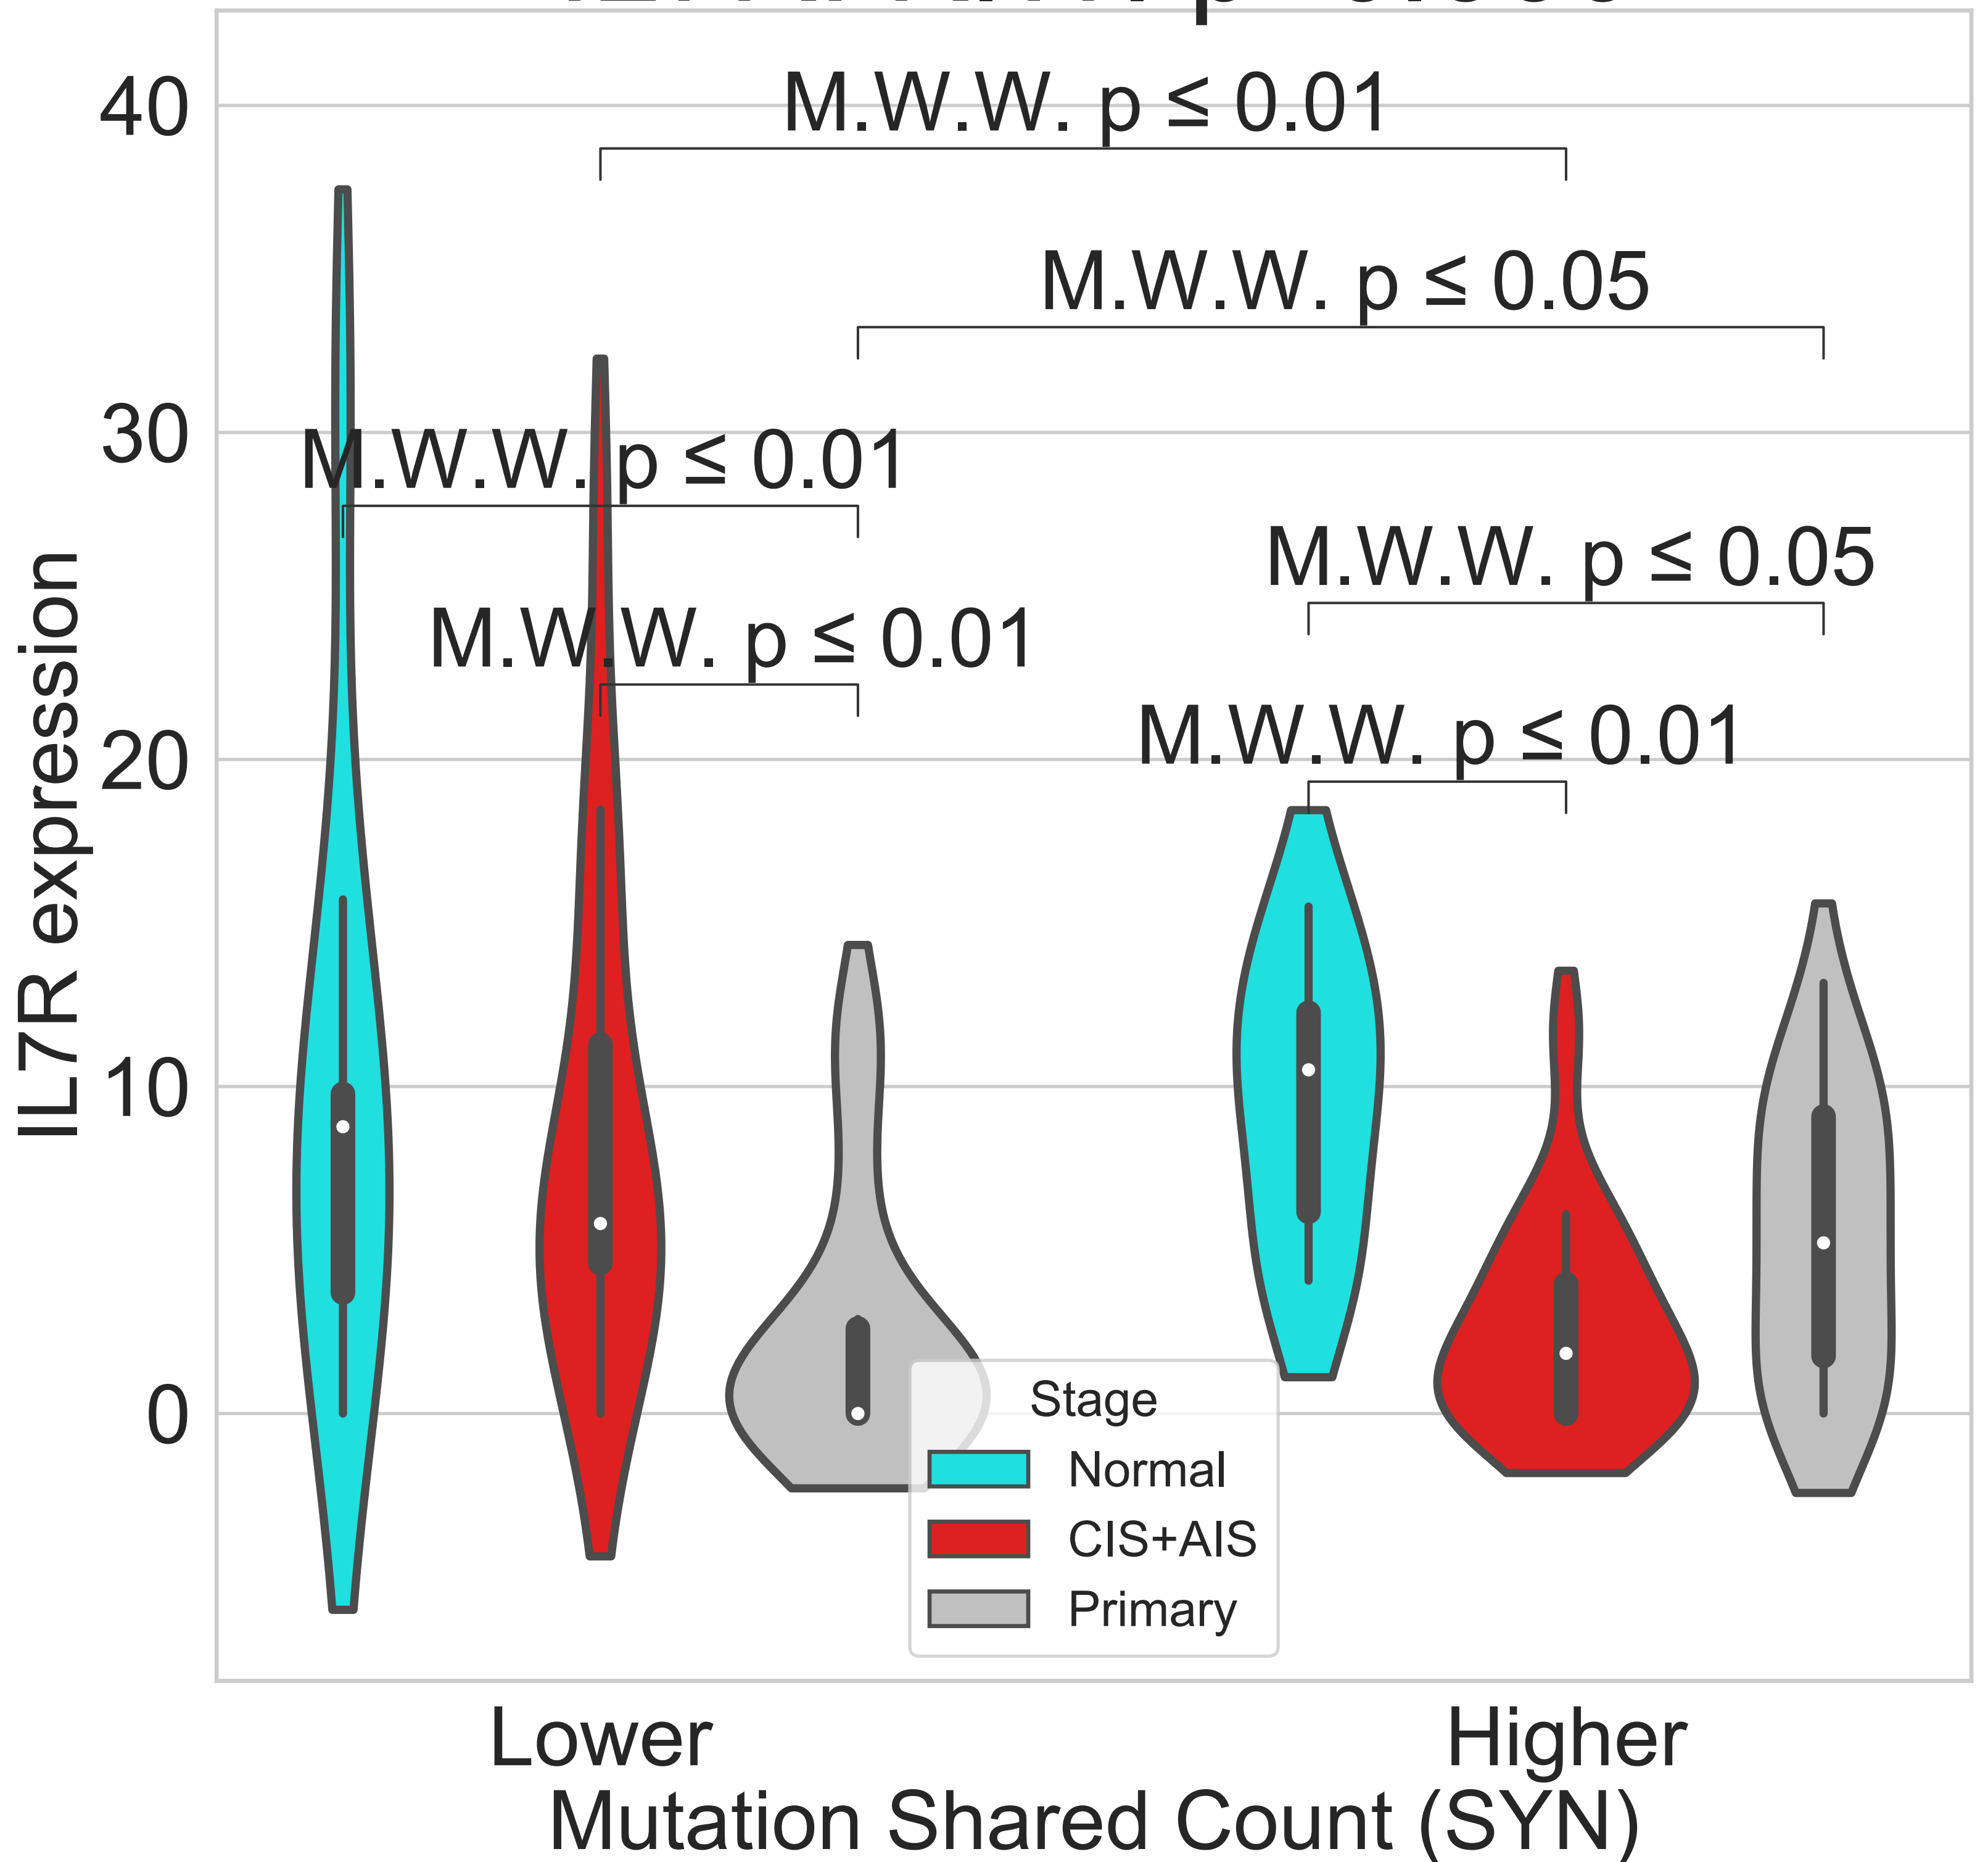 40
30
20
10
0
IL7R expression
M.W.W. p ≤ 0.01
M.W.W. p ≤ 0.05
M.W.W. p ≤ 0.01
M.W.W. p ≤ 0.05
M.W.W. p ≤ 0.01
M.W.W. p ≤ 0.01
Stage
Normal
CIS+AIS
Primary
Lower
Higher
Mutation Shared Count (SYN)